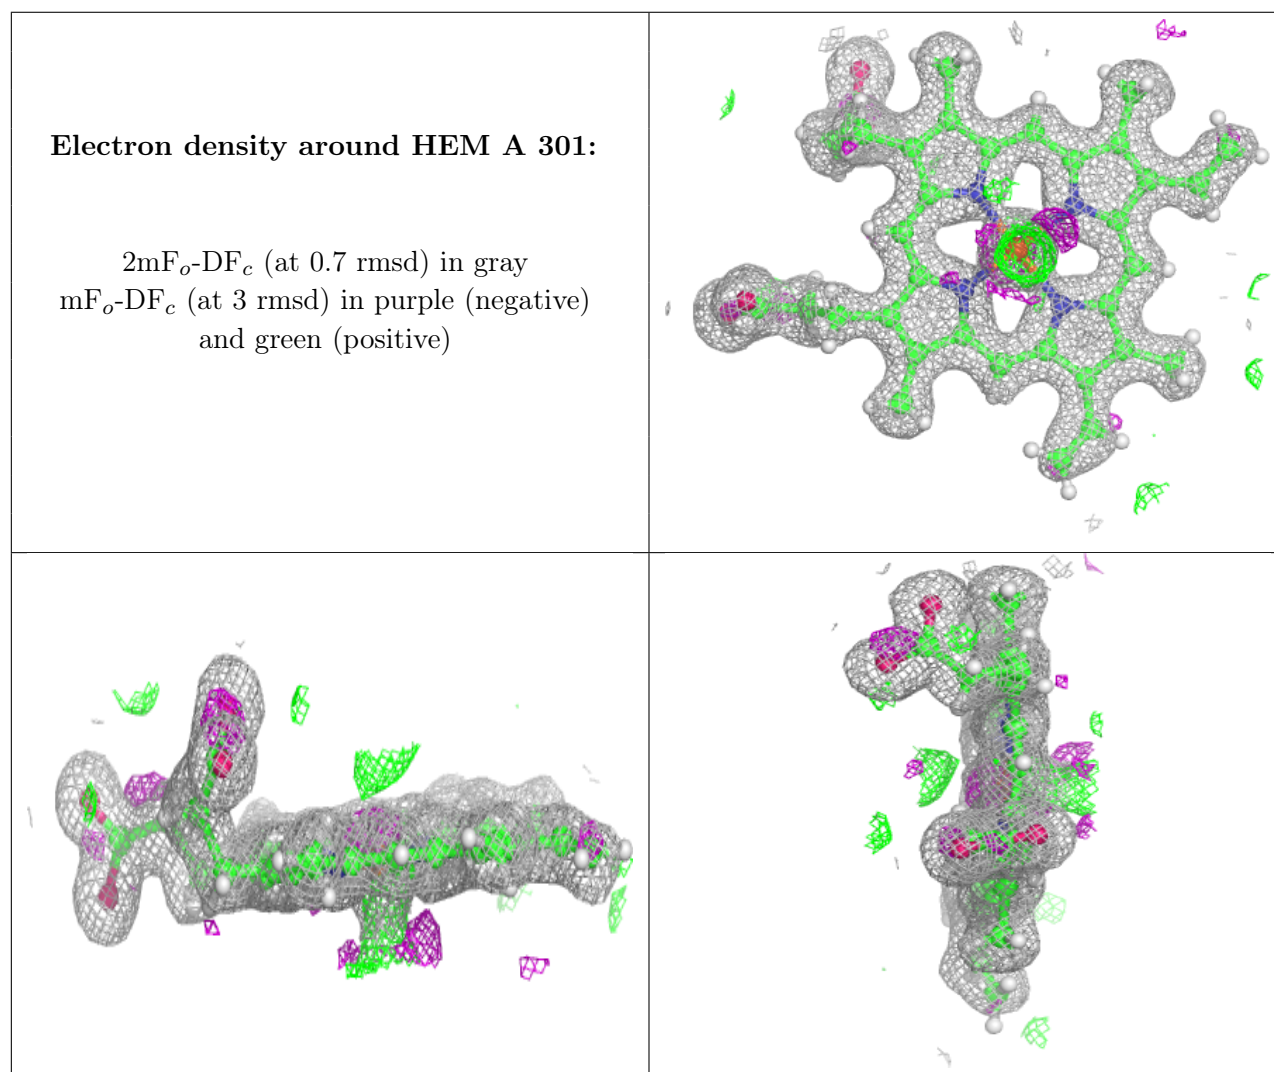 Electron density around HEM A 301:
2mFₒ-DF𝒸 (at 0.7 rmsd) in gray
mFₒ-DF𝒸 (at 3 rmsd) in purple (negative)
and green (positive)